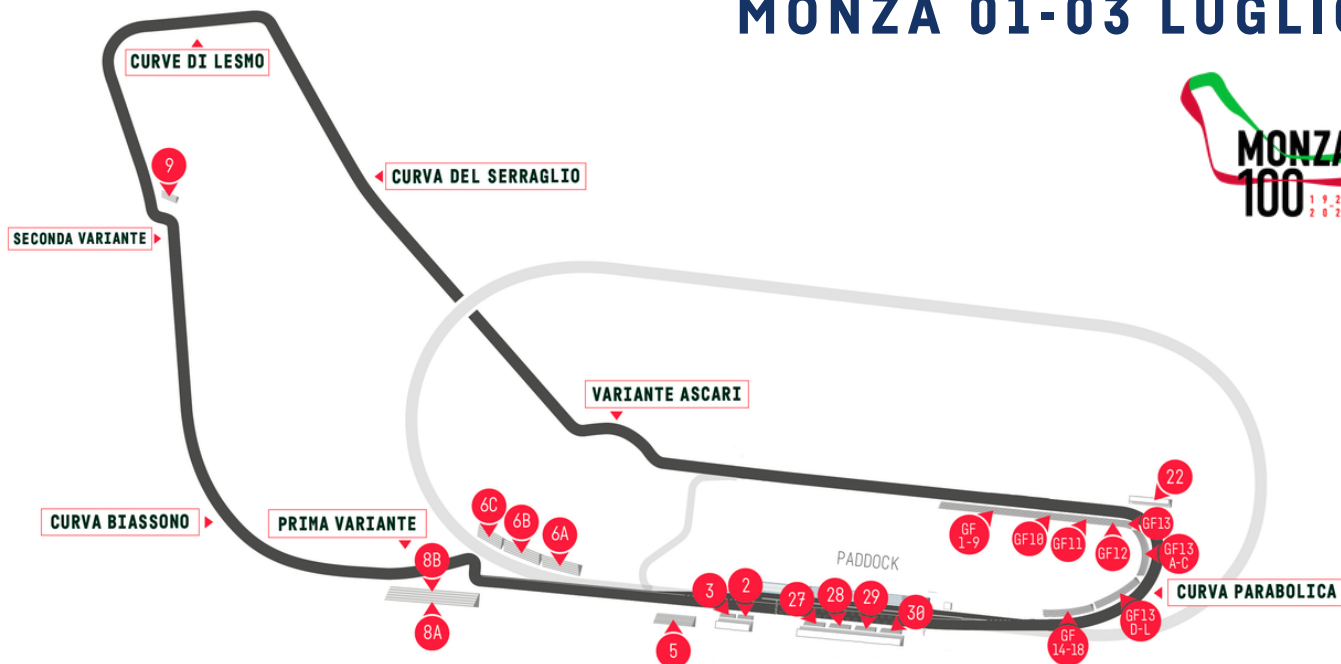 MONZA 01-03 LUGLIO
CURVE DI LESMO
MONZA
100
9
CURVA DEL SERRAGLIO
SECONDA VARIANTE
VARIANTE ASCARI
22
6C
6B
6A
CURVA BIASSONO
PRIMA VARIANTE
8B
8A
GF
1-9
GF10
GF11
GF12
GF13
GF13
A-C
PADDOCK
CURVA PARABOLICA
3
2
27
28
29
30
5
GF
14-18
GF13
D-L